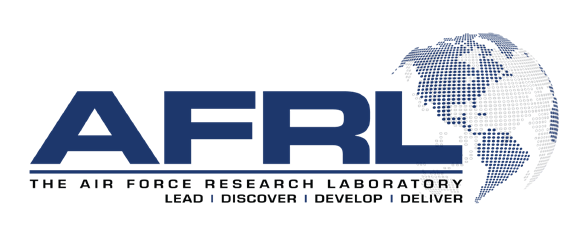 AFRL
THE AIR FORCE RESEARCH LABORATORY
LEAD | DISCOVER | DEVELOP | DELIVER